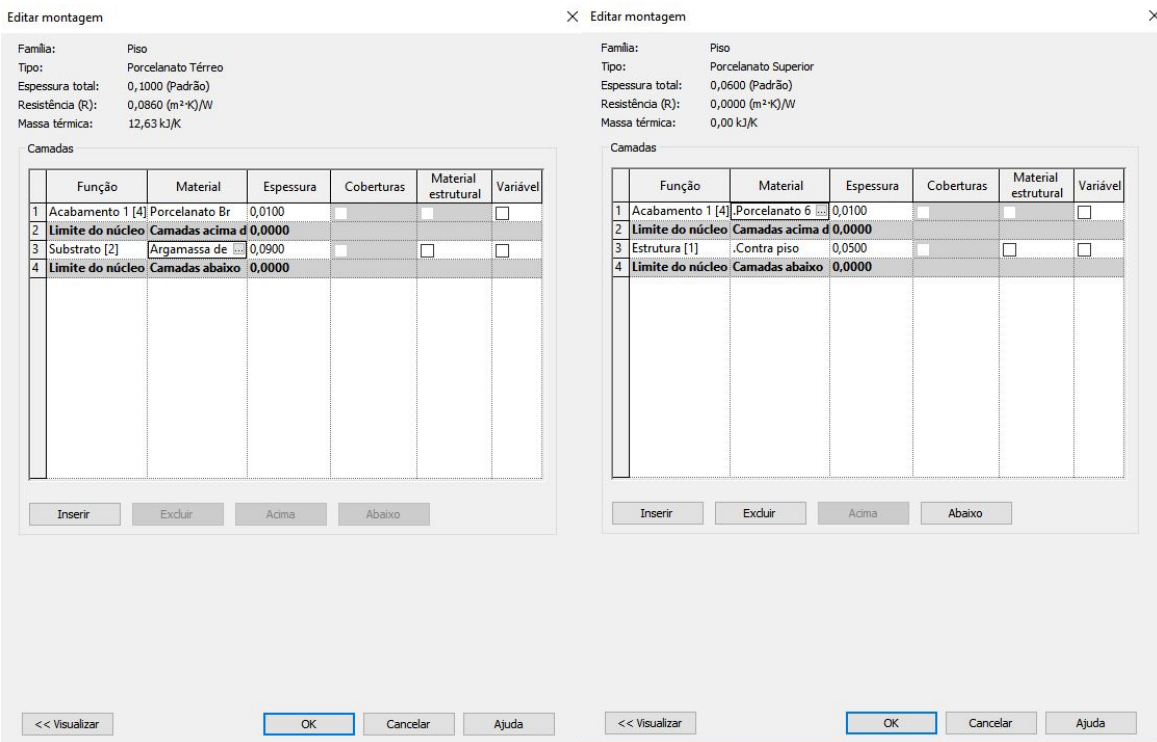 Editar montagem
Família: Piso
Tipo: Porcelanato Térreo
Espessura total: 0,1000 (Padrão)
Resistência (R): 0,0860 (m²·K)/W
Massa térmica: 12,63 kJ/K
Camadas
Função Material Espessura Coberturas Material estrutural Variável
1 Acabamento 1 [4] Porcelanato Br 0,0100
2 Limite do núcleo Camadas acima d 0,0000
3 Substrato [2] Argamassa de ... 0,0900
4 Limite do núcleo Camadas abaixo 0,0000
Inserir Excluir Acima Abaixo
<< Visualizar OK Cancelar Ajuda
Editar montagem
Família: Piso
Tipo: Porcelanato Superior
Espessura total: 0,0600 (Padrão)
Resistência (R): 0,0000 (m²·K)/W
Massa térmica: 0,00 kJ/K
Camadas
Função Material Espessura Coberturas Material estrutural Variável
1 Acabamento 1 [4] .Porcelanato 6 ... 0,0100
2 Limite do núcleo Camadas acima d 0,0000
3 Estrutura [1] .Contra piso 0,0500
4 Limite do núcleo Camadas abaixo 0,0000
Inserir Excluir Acima Abaixo
<< Visualizar OK Cancelar Ajuda